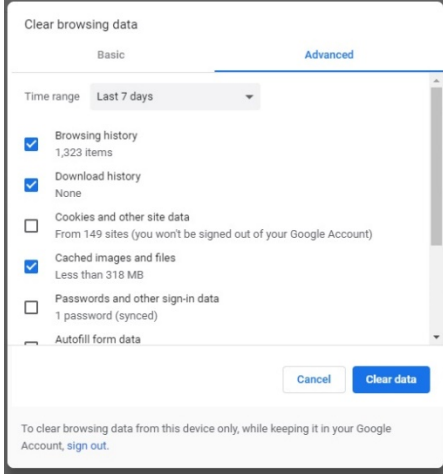 Clear browsing data
Basic Advanced
Time range Last 7 days
Browsing history
1,323 items
Download history
None
Cookies and other site data
From 149 sites (you won't be signed out of your Google Account)
Cached images and files
Less than 318 MB
Passwords and other sign-in data
1 password (synced)
Autofill form data
Cancel Clear data
To clear browsing data from this device only, while keeping it in your Google
Account, sign out.